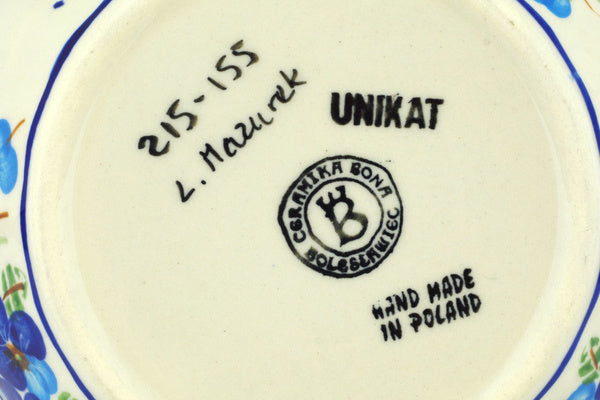 215-155
L. Mazurek
UNIKAT
CERAMIKA BONA
B
BOLESŁAWIEC
HAND MADE
IN POLAND